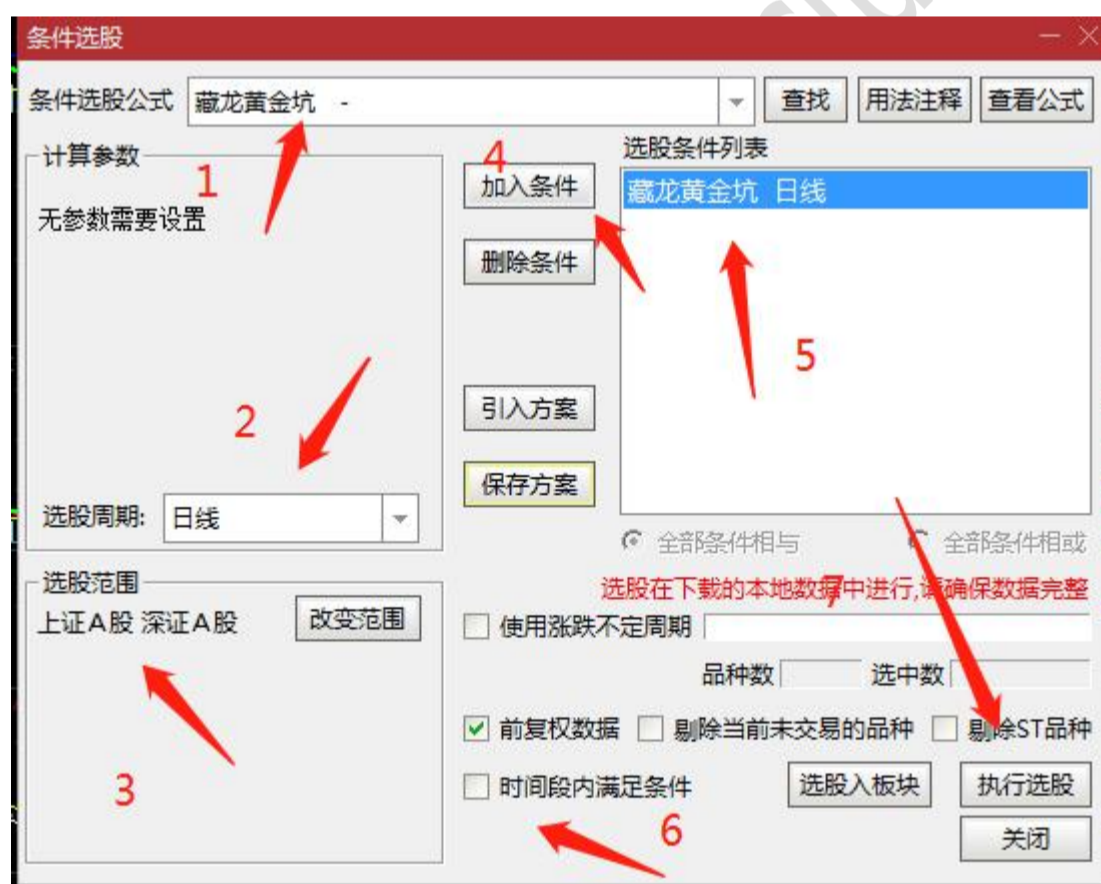 条件选股
条件选股公式 藏龙黄金坑 - 查找 用法注释 查看公式
计算参数
1
无参数需要设置
2
选股周期: 日线
4
加入条件
删除条件
引入方案
保存方案
选股条件列表
藏龙黄金坑 日线
5
全部条件相与 全部条件相或
选股在下载的本地数据中进行,请确保数据完整
7
选股范围
上证A股 深证A股 改变范围
3
使用涨跌不定周期
品种数 选中数
前复权数据 剔除当前未交易的品种 剔除ST品种
时间段内满足条件 选股入板块 执行选股
6
关闭